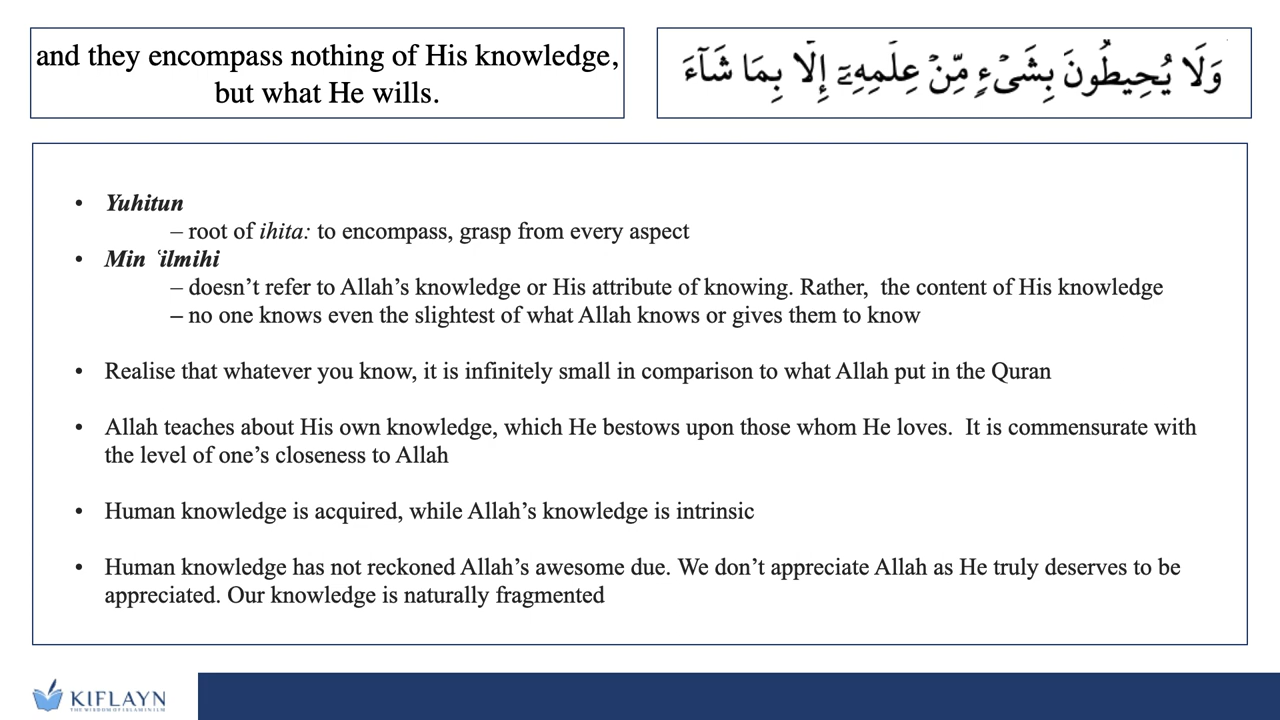 and they encompass nothing of His knowledge,
but what He wills.
وَلَا يُحِيطُونَ بِشَىْءٍ مِّنْ عِلْمِهِۦٓ إِلَّا بِمَا شَآءَ
• Yuhitun
– root of ihita: to encompass, grasp from every aspect
• Min ʿilmihi
– doesn’t refer to Allah’s knowledge or His attribute of knowing. Rather,  the content of His knowledge
– no one knows even the slightest of what Allah knows or gives them to know
• Realise that whatever you know, it is infinitely small in comparison to what Allah put in the Quran
• Allah teaches about His own knowledge, which He bestows upon those whom He loves.  It is commensurate with
the level of one’s closeness to Allah
• Human knowledge is acquired, while Allah’s knowledge is intrinsic
• Human knowledge has not reckoned Allah’s awesome due. We don’t appreciate Allah as He truly deserves to be
appreciated. Our knowledge is naturally fragmented
KIFLAYN